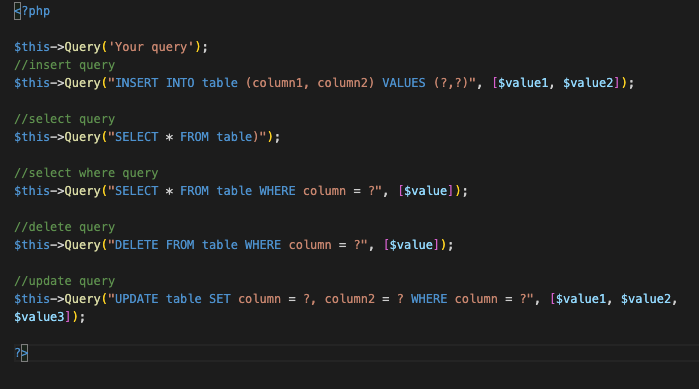 <?php
$this->Query('Your query');
//insert query
$this->Query("INSERT INTO table (column1, column2) VALUES (?,?)", [$value1, $value2]);
//select query
$this->Query("SELECT * FROM table)");
//select where query
$this->Query("SELECT * FROM table WHERE column = ?", [$value]);
//delete query
$this->Query("DELETE FROM table WHERE column = ?", [$value]);
//update query
$this->Query("UPDATE table SET column = ?, column2 = ? WHERE column = ?", [$value1, $value2,
$value3]);
?>